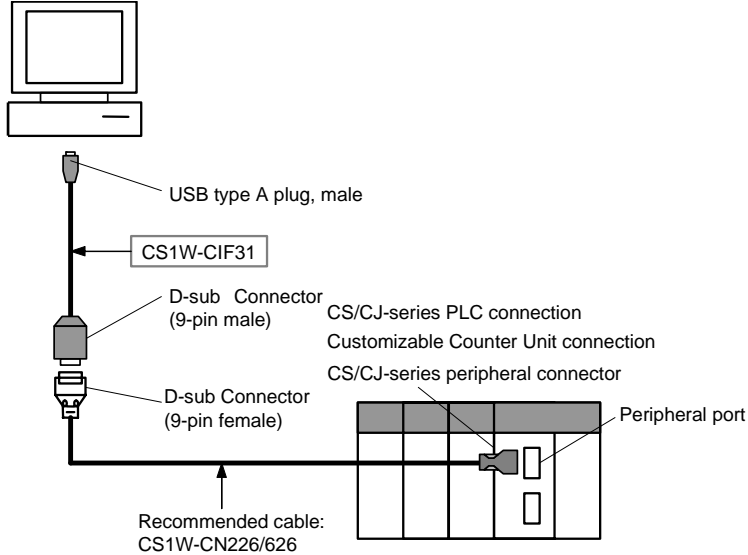 USB type A plug, male
CS1W-CIF31
D-sub Connector
(9-pin male)
CS/CJ-series PLC connection
Customizable Counter Unit connection
CS/CJ-series peripheral connector
D-sub Connector
(9-pin female)
Peripheral port
Recommended cable:
CS1W-CN226/626